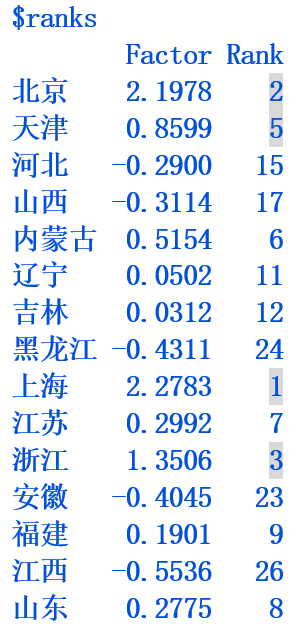 $ranks
Factor Rank
北京 2.1978 2
天津 0.8599 5
河北 -0.2900 15
山西 -0.3114 17
内蒙古 0.5154 6
辽宁 0.0502 11
吉林 0.0312 12
黑龙江 -0.4311 24
上海 2.2783 1
江苏 0.2992 7
浙江 1.3506 3
安徽 -0.4045 23
福建 0.1901 9
江西 -0.5536 26
山东 0.2775 8